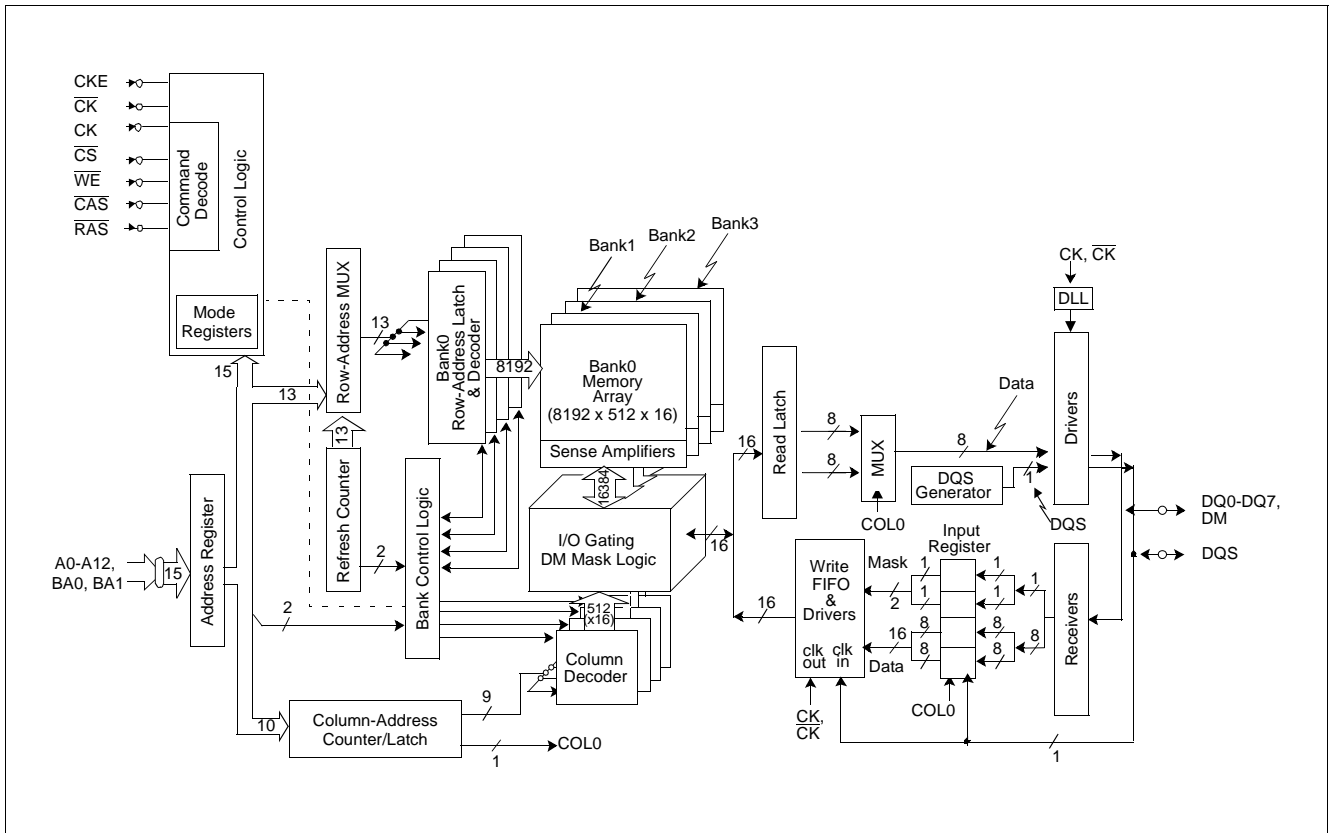 CKE
CK
CK
CS
WE
CAS
RAS
Command
Decode
Control Logic
Mode
Registers
15
13
Row-Address MUX
13
Refresh Counter
13
Bank0
Row-Address Latch
& Decoder
8192
Bank1
Bank2
Bank3
Bank0
Memory
Array
(8192 x 512 x 16)
Sense Amplifiers
16384
I/O Gating
DM Mask Logic
16
Bank Control Logic
2
2
A0-A12,
BA0, BA1
15
Address Register
512
(x16)
Column
Decoder
9
10
Column-Address
Counter/Latch
1
COL0
16
Read Latch
8
8
MUX
COL0
8
Data
DQS
Generator
1
DQS
CK, CK
DLL
Drivers
DQ0-DQ7,
DM
DQS
16
Write
FIFO
&
Drivers
clk
out
clk
in
CK,
CK
Mask
1
2
1
16
8
8
Data
Input
Register
1
1
1
8
8
8
COL0
Receivers
1